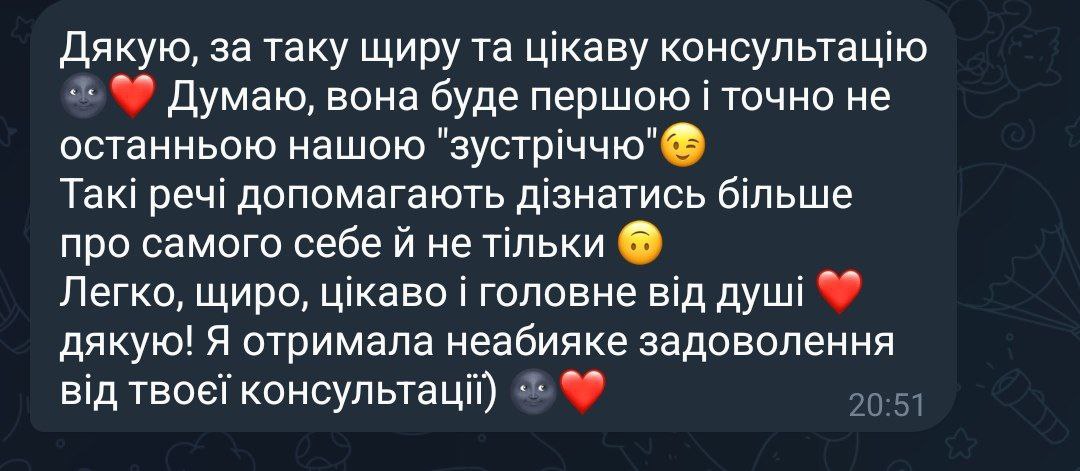 Дякую, за таку щиру та цікаву консультацію
🌚❤️ Думаю, вона буде першою і точно не
останньою нашою "зустріччю"😉
Такі речі допомагають дізнатись більше
про самого себе й не тільки 🙃
Легко, щиро, цікаво і головне від душі ❤️
дякую! Я отримала неабияке задоволення
від твоєї консультації) 🌚❤️
20:51